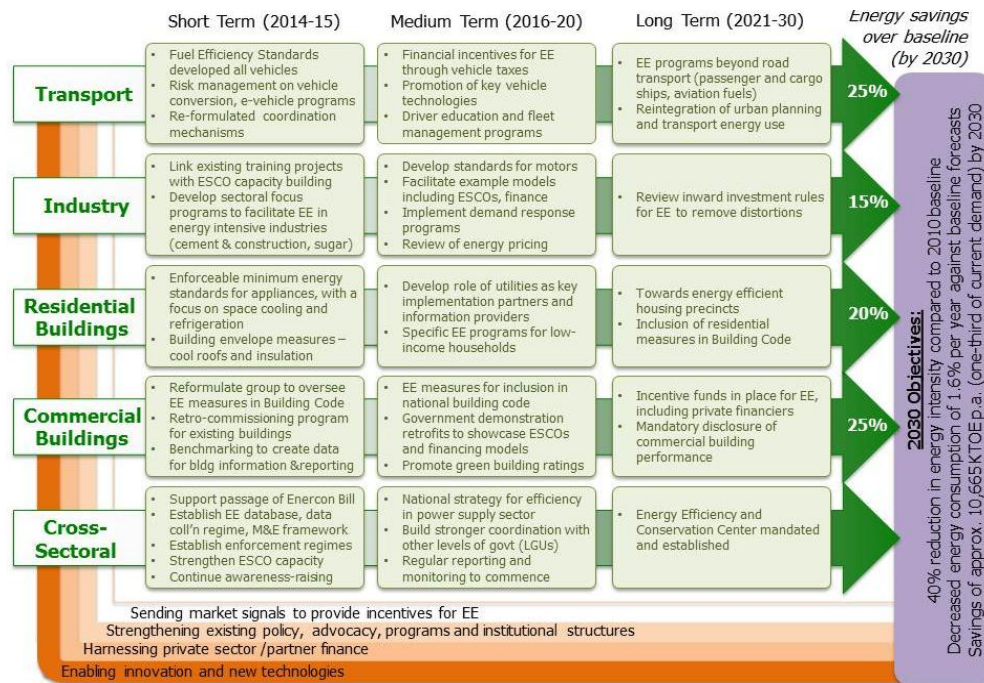 Short Term (2014-15)
Medium Term (2016-20)
Long Term (2021-30)
Energy savings
over baseline
(by 2030)
Transport
• Fuel Efficiency Standards
developed all vehicles
• Risk management on vehicle
conversion, e-vehicle programs
• Re-formulated coordination
mechanisms
• Financial incentives for EE
through vehicle taxes
• Promotion of key vehicle
technologies
• Driver education and fleet
management programs
• EE programs beyond road
transport (passenger and cargo
ships, aviation fuels)
• Reintegration of urban planning
and transport energy use
25%
Industry
• Link existing training projects
with ESCO capacity building
• Develop sectoral focus
programs to facilitate EE in
energy intensive industries
(cement & construction, sugar)
• Develop standards for motors
• Facilitate example models
including ESCOs, finance
• Implement demand response
programs
• Review of energy pricing
• Review inward investment rules
for EE to remove distortions
15%
Residential
Buildings
• Enforceable minimum energy
standards for appliances, with a
focus on space cooling and
refrigeration
• Building envelope measures –
cool roofs and insulation
• Develop role of utilities as key
implementation partners and
information providers
• Specific EE programs for low-
income households
• Towards energy efficient
housing precincts
• Inclusion of residential
measures in Building Code
20%
Commercial
Buildings
• Reformulate group to oversee
EE measures in Building Code
• Retro-commissioning program
for existing buildings
• Benchmarking to create data
for bldg information &reporting
• EE measures for inclusion in
national building code
• Government demonstration
retrofits to showcase ESCOs
and financing models
• Promote green building ratings
• Incentive funds in place for EE,
including private financiers
• Mandatory disclosure of
commercial building
performance
25%
Cross-
Sectoral
• Support passage of Enercon Bill
• Establish EE database, data
coll'n regime, M&E framework
• Establish enforcement regimes
• Strengthen ESCO capacity
• Continue awareness-raising
• National strategy for efficiency
in power supply sector
• Build stronger coordination with
other levels of govt (LGUs)
• Regular reporting and
monitoring to commence
• Energy Efficiency and
Conservation Center mandated
and established
2030 Objectives:
40% reduction in energy intensity compared to 2010 baseline
Decreased energy consumption of 1.6% per year against baseline forecasts
Savings of approx. 10,665KTOE p.a. (one-third of current demand) by 2030
Sending market signals to provide incentives for EE
Strengthening existing policy, advocacy, programs and institutional structures
Harnessing private sector /partner finance
Enabling innovation and new technologies